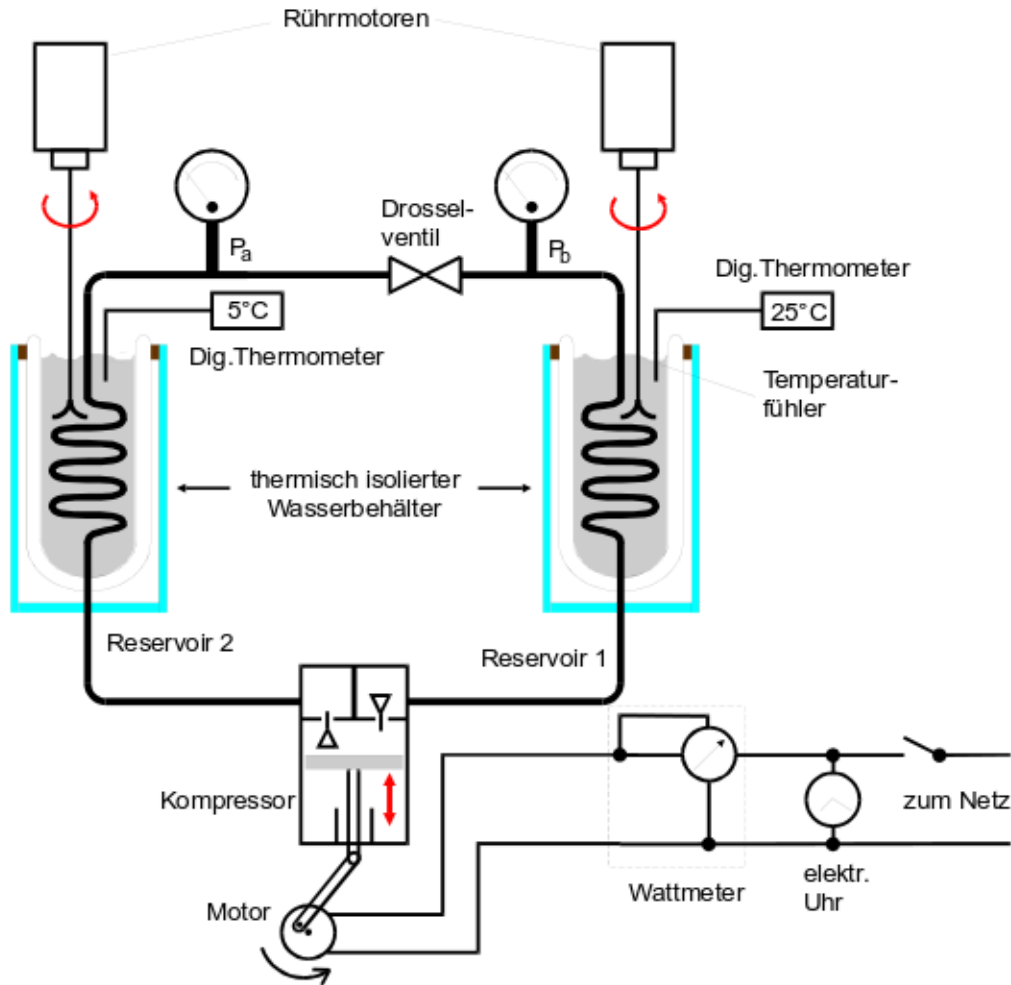 Rührmotoren
Drossel-
ventil
Pa
Pb
Dig.Thermometer
5°C
25°C
Dig.Thermometer
Temperatur-
fühler
thermisch isolierter
Wasserbehälter
Reservoir 2
Reservoir 1
Kompressor
zum Netz
Wattmeter
elektr.
Uhr
Motor